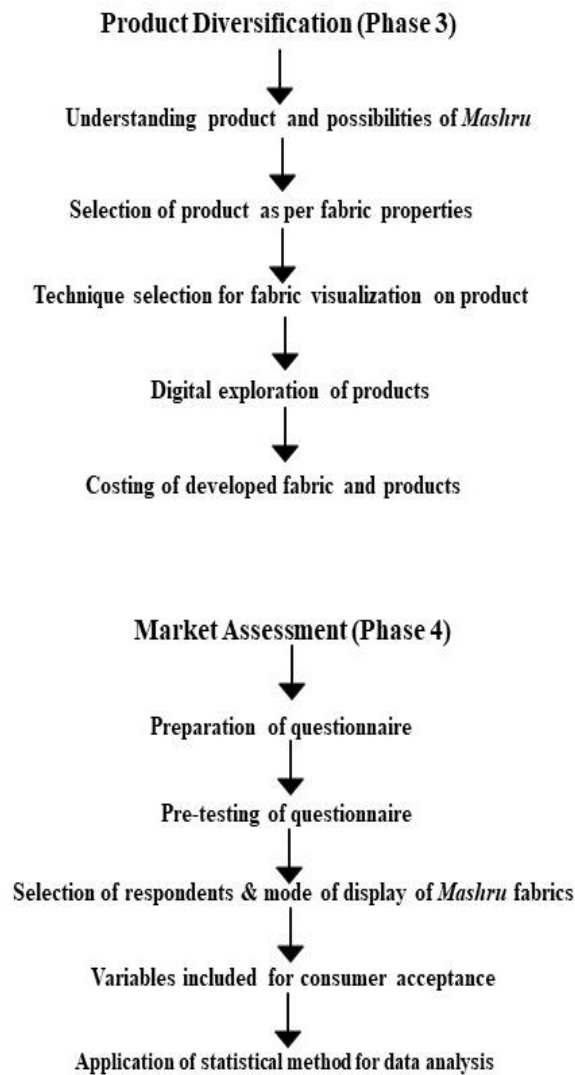 Product Diversification (Phase 3)
Understanding product and possibilities of Mashru
Selection of product as per fabric properties
Technique selection for fabric visualization on product
Digital exploration of products
Costing of developed fabric and products
Market Assessment (Phase 4)
Preparation of questionnaire
Pre-testing of questionnaire
Selection of respondents & mode of display of Mashru fabrics
Variables included for consumer acceptance
Application of statistical method for data analysis